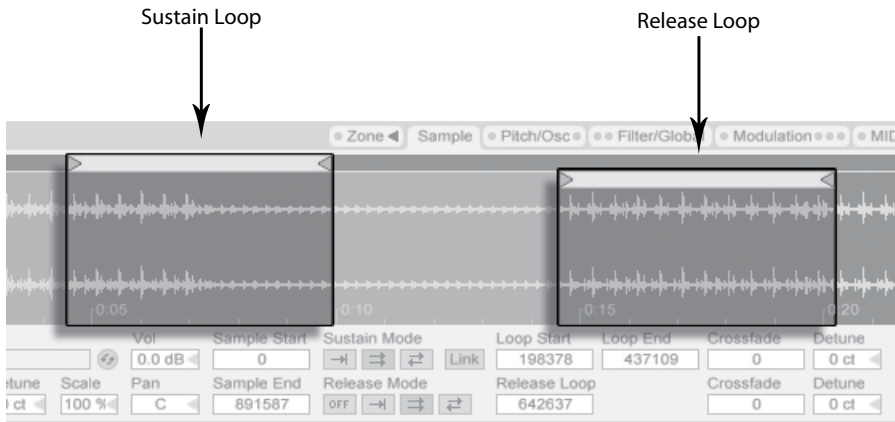 Sustain Loop
Release Loop
Zone Sample Pitch/Osc Filter/Global Modulation
0:05 0:10 0:15 0:20
Vol Sample Start Sustain Mode Loop Start Loop End Crossfade Detune
0.0 dB 0 Link 198378 437109 0 0 ct
Scale Pan Sample End Release Mode Release Loop Crossfade Detune
ct 100 % C 891587 OFF 642637 0 0 ct